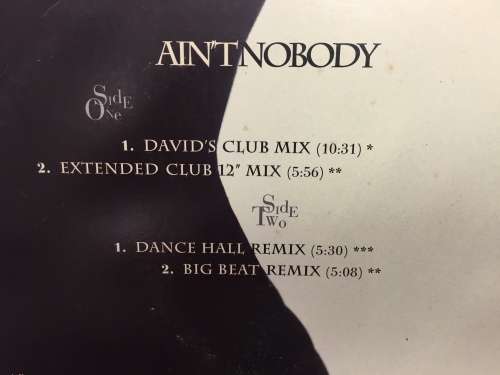 AIN'T NOBODY
SIDE
ONE
1. DAVID'S CLUB MIX (10:31) *
2. EXTENDED CLUB 12" MIX (5:56) **
SIDE
TWO
1. DANCE HALL REMIX (5:30) ***
2. BIG BEAT REMIX (5:08) **